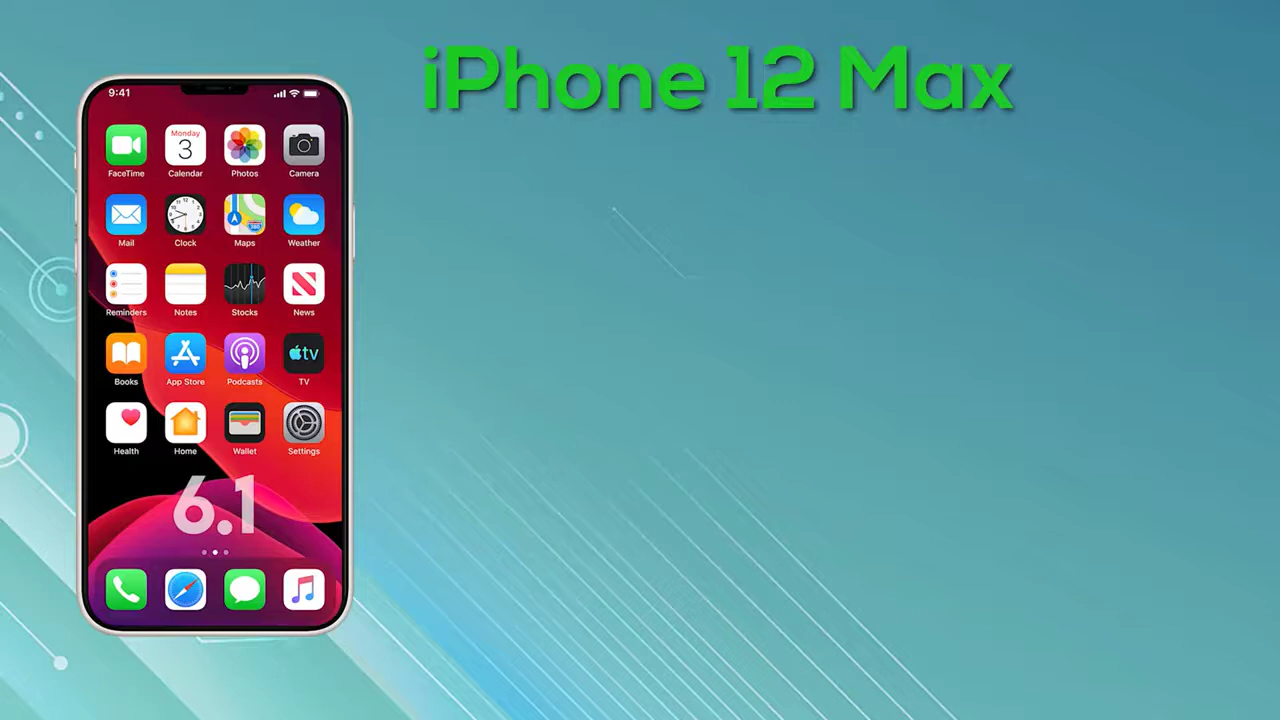 iPhone 12 Max
9:41
Monday
3
FaceTime Calendar Photos Camera
Mail Clock Maps Weather
Reminders Notes Stocks News
tv
Books App Store Podcasts TV
Health Home Wallet Settings
6.1